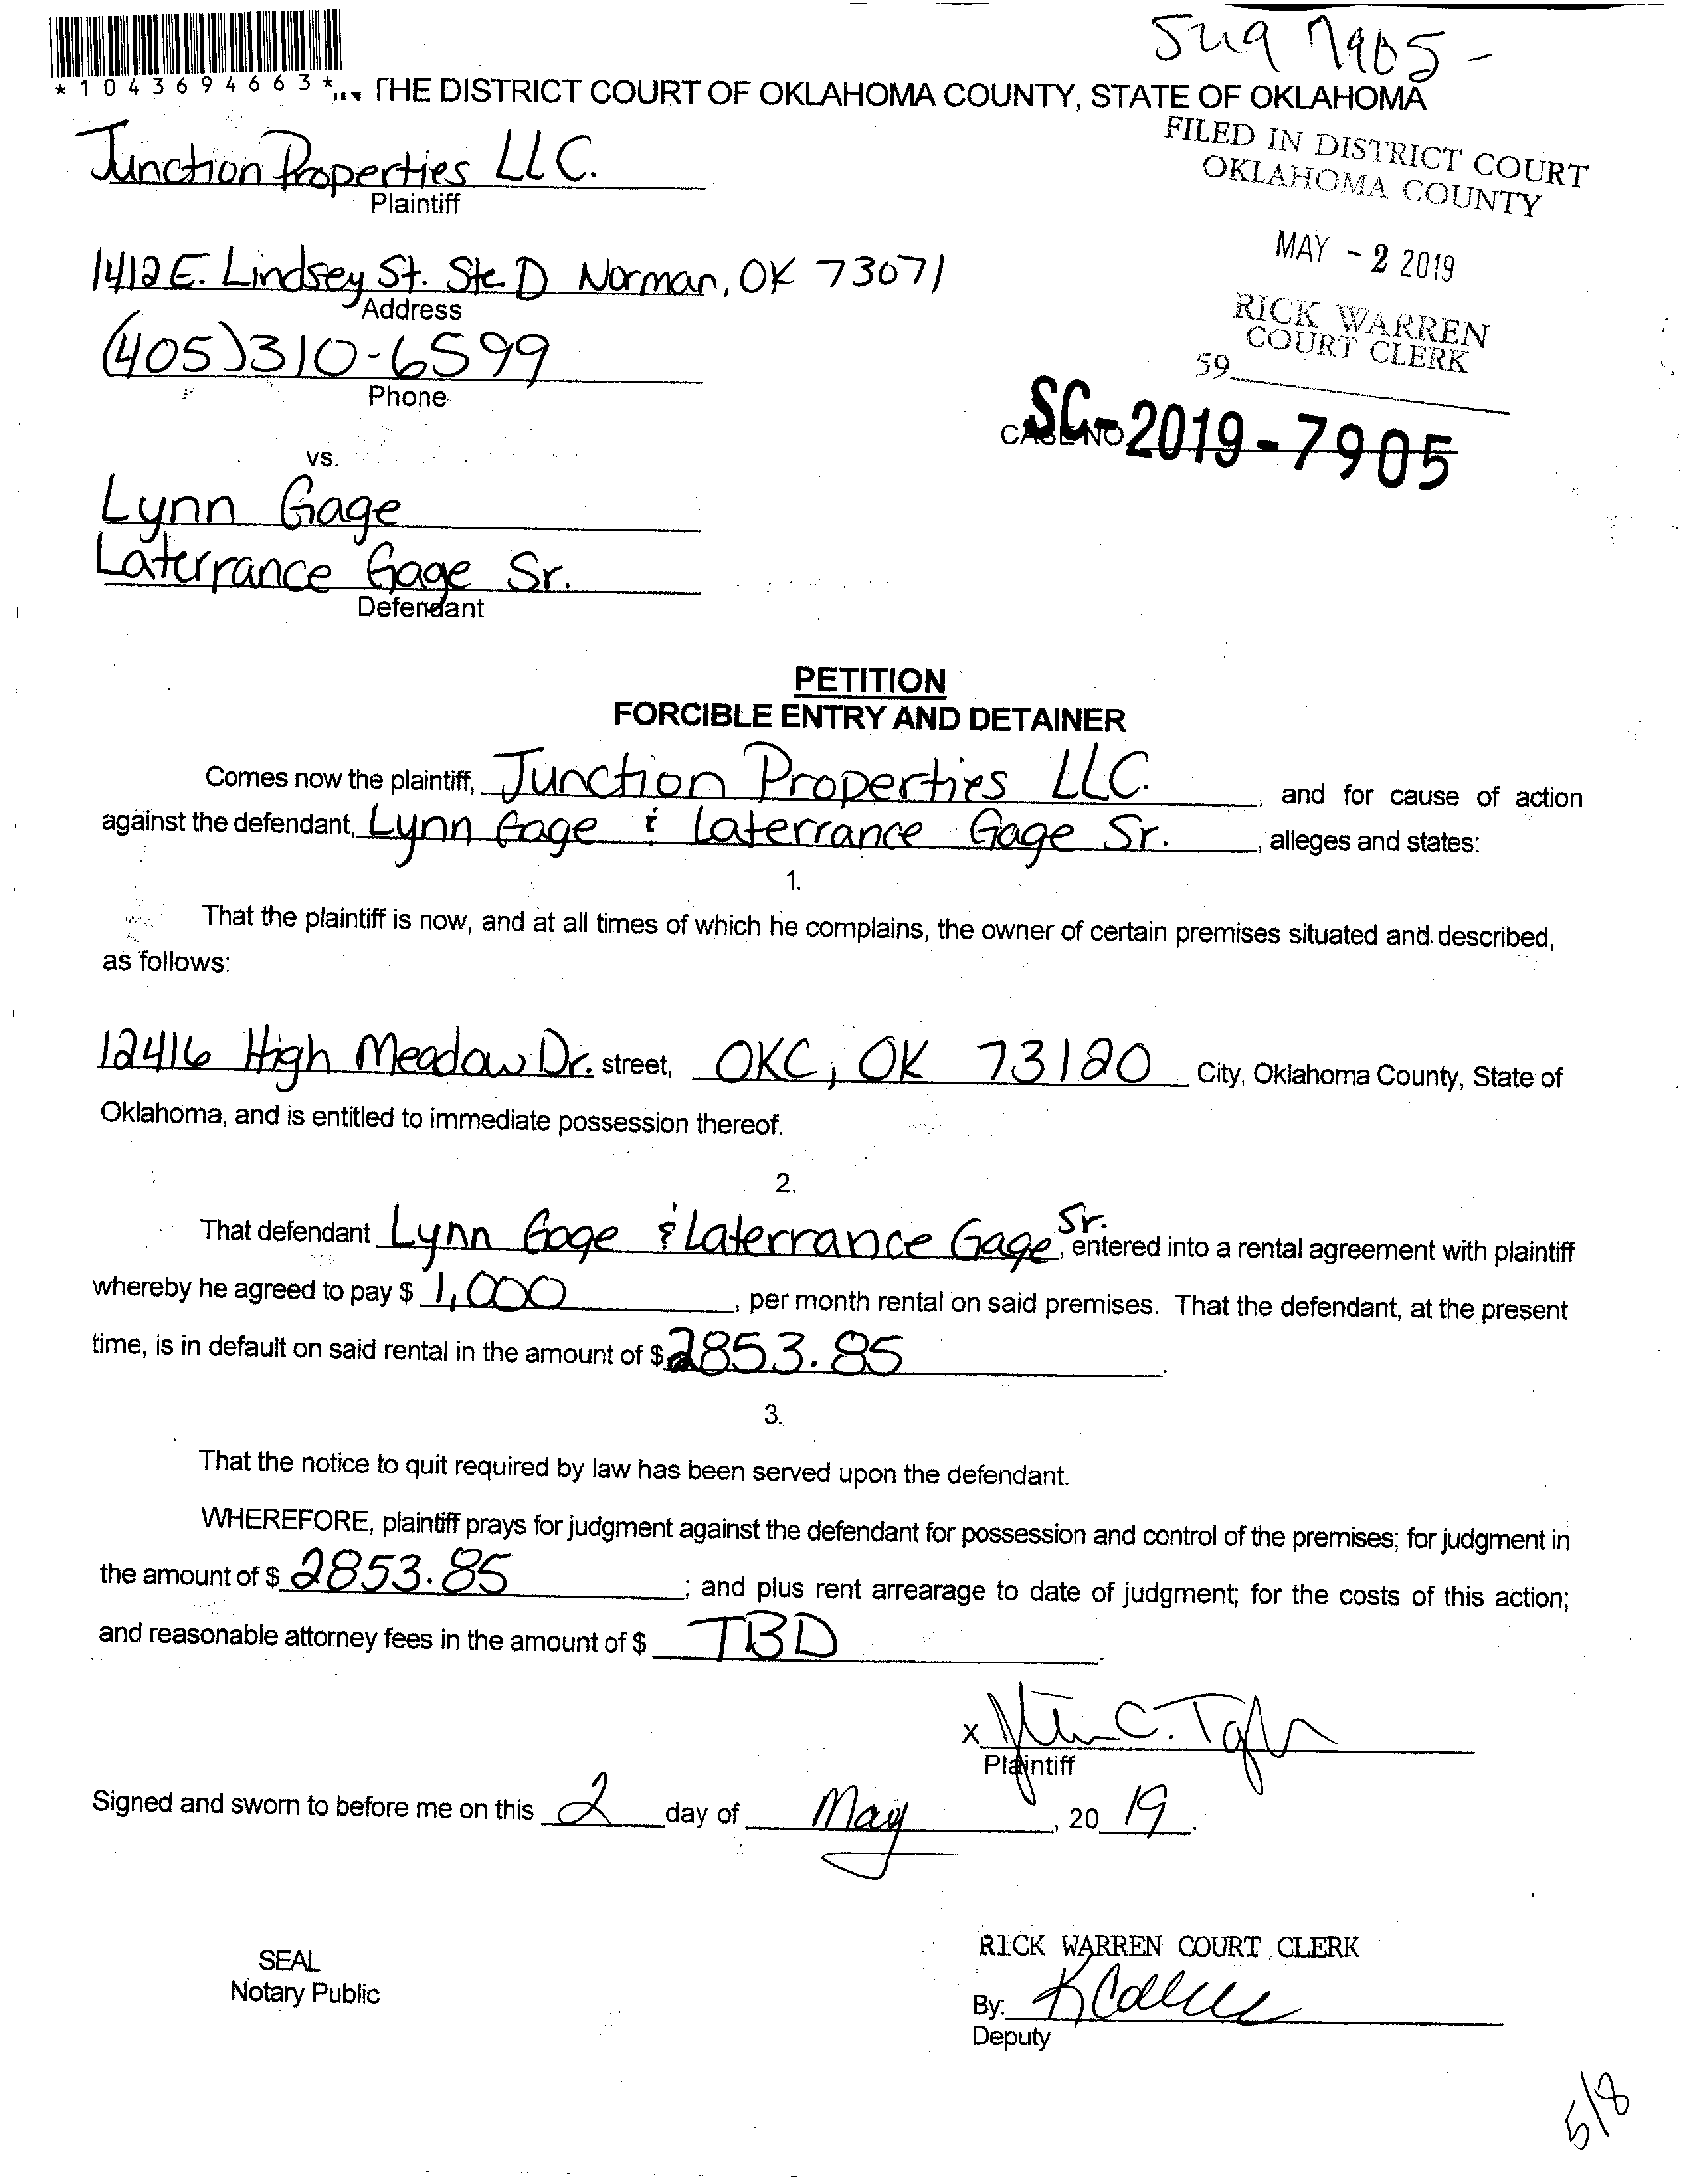 5119 7905-
*1043694663* THE DISTRICT COURT OF OKLAHOMA COUNTY, STATE OF OKLAHOMA
FILED IN DISTRICT COURT
OKLAHOMA COUNTY
Junction Properties LLC.
Plaintiff
MAY - 2 2019
1412 E. Lindsey St. Ste D Norman, OK 73071
Address
RICK WARREN
COURT CLERK
(405)310-6599
59
Phone
CASE NO SC-2019-7905
vs.
Lynn Gage
Laterrance Gage Sr.
Defendant
PETITION
FORCIBLE ENTRY AND DETAINER
Comes now the plaintiff, Junction Properties LLC. , and for cause of action
against the defendant, Lynn Gage & Laterrance Gage Sr. , alleges and states:
1.
That the plaintiff is now, and at all times of which he complains, the owner of certain premises situated and described,
as follows:
12416 High Meadow Dr. street, OKC, OK 73120 City, Oklahoma County, State of
Oklahoma, and is entitled to immediate possession thereof.
2.
That defendant Lynn Gage & Laterrance Gage Sr. , entered into a rental agreement with plaintiff
whereby he agreed to pay $ 1,000 , per month rental on said premises. That the defendant, at the present
time, is in default on said rental in the amount of $ 2853.85 .
3.
That the notice to quit required by law has been served upon the defendant.
WHEREFORE, plaintiff prays for judgment against the defendant for possession and control of the premises; for judgment in
the amount of $ 2853.85 ; and plus rent arrearage to date of judgment; for the costs of this action;
and reasonable attorney fees in the amount of $ TBD .
x
Plaintiff
Signed and sworn to before me on this 2 day of May , 20 19 .
RICK WARREN COURT CLERK
SEAL
Notary Public
By:
Deputy
5/8